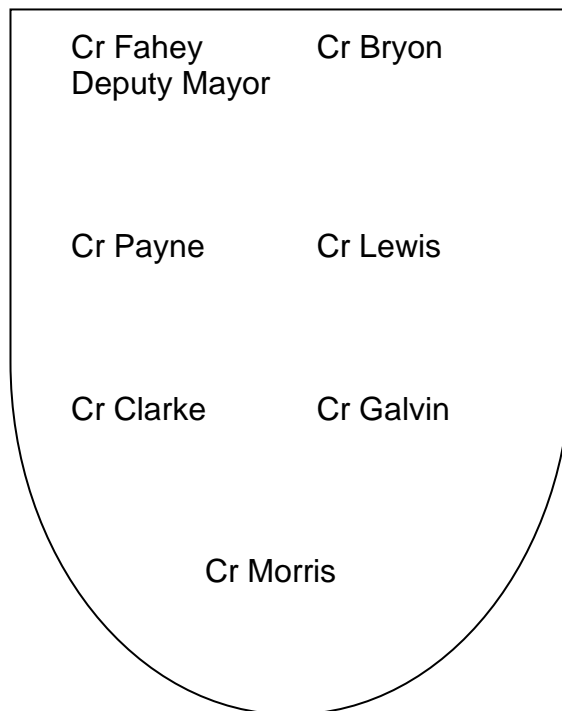 Cr Fahey
Deputy Mayor
Cr Bryon
Cr Payne
Cr Lewis
Cr Clarke
Cr Galvin
Cr Morris